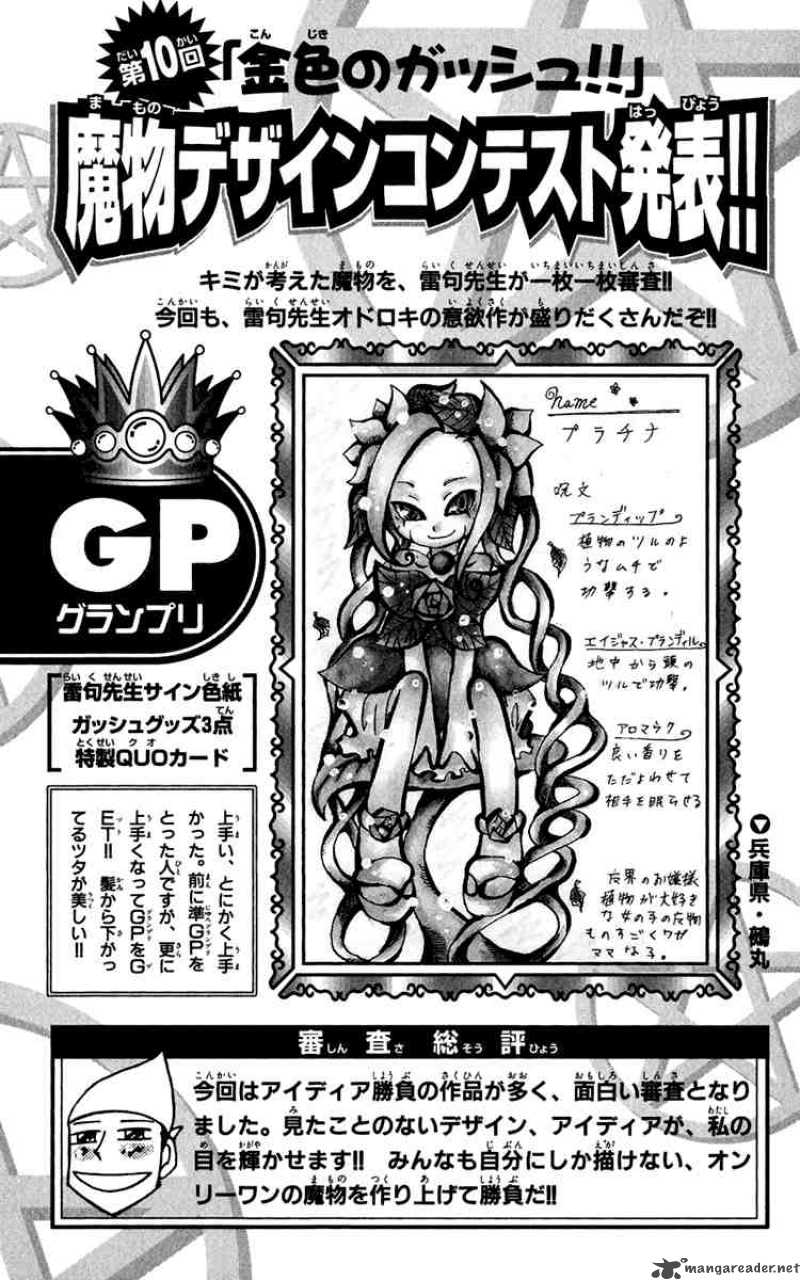 第10回
「金色のガッシュ!!」
魔物デザインコンテスト発表!!
キミが考えた魔物を、雷句先生が一枚一枚審査!!
今回も、雷句先生オドロキの意欲作が盛りだくさんだぞ!!
GP
グランプリ
雷句先生サイン色紙
ガッシュグッズ3点
特製QUOカード
上手い、とにかく上手
かった。前に準GPを
とった人ですが、更に
上手くなってGPをG
ET!! 髪から下がっ
てるツタが美しい!!
name
プラチナ
呪文
プランディップ
植物のツルのよ
うなムチで
攻撃する。
エイジャス・プランディル
地中から頭の
ツルで攻撃。
アロマウク
良い香りを
ただよわせて
相手を眠らせる
魔界のお嬢様
植物が大好き
な女の子の魔物
ものすごくワガ
ママな子。
▼兵庫県・鵺丸
審査総評
今回はアイディア勝負の作品が多く、面白い審査となり
ました。見たことのないデザイン、アイディアが、私の
目を輝かせます!! みんなも自分にしか描けない、オン
リーワンの魔物を作り上げて勝負だ!!
mangareader.net